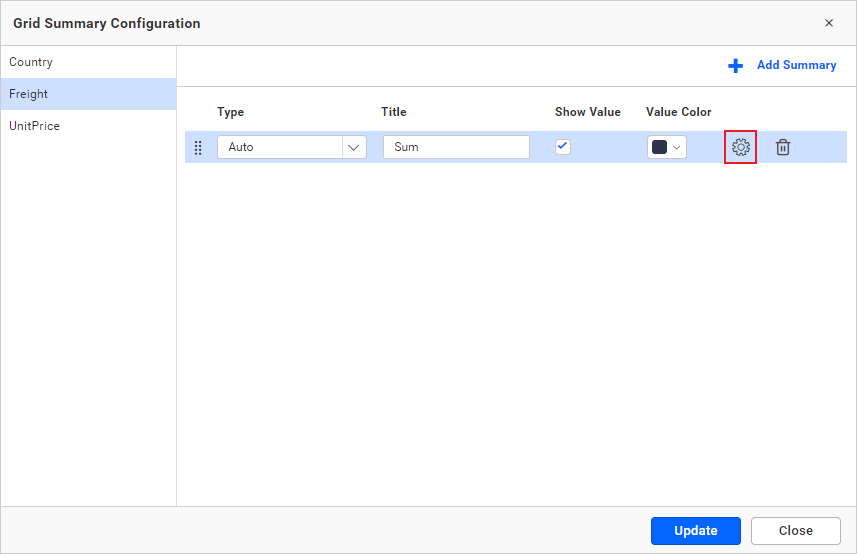 Grid Summary Configuration
Country
Freight
UnitPrice
Add Summary
Type Title Show Value Value Color
Auto Sum
Update Close